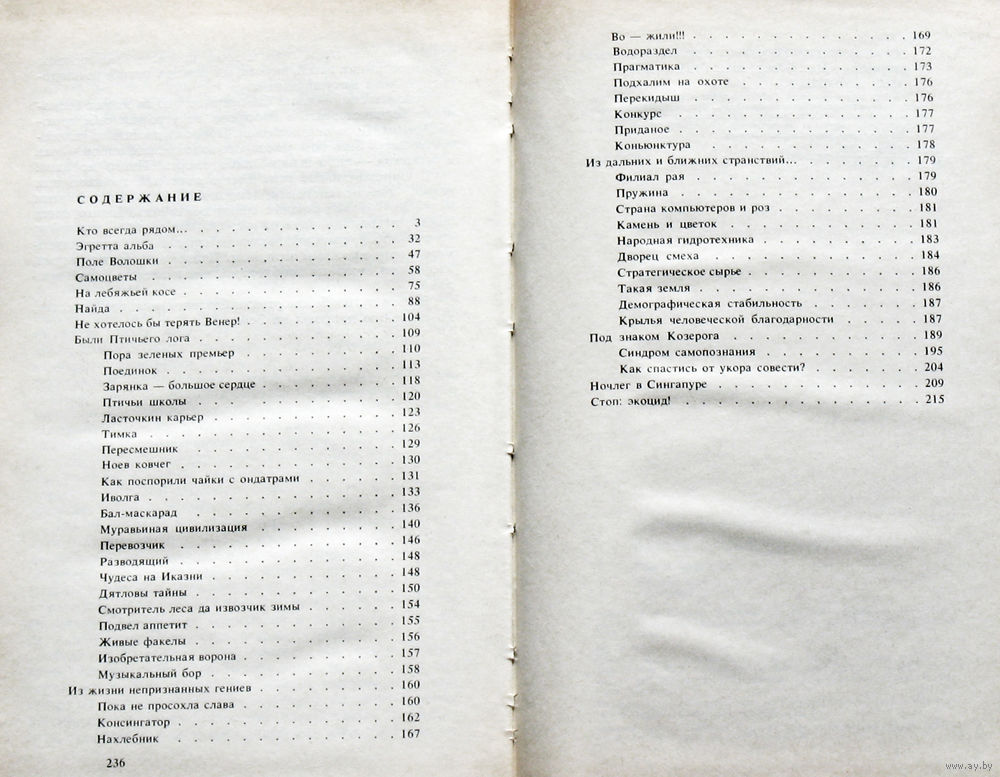 СОДЕРЖАНИЕ
Кто всегда рядом... 3
Эгретта альба 32
Поле Волошки 47
Самоцветы 58
На лебяжьей косе 75
Найда 88
Не хотелось бы терять Венер! 104
Были Птичьего лога 109
Пора зеленых премьер 110
Поединок 113
Зарянка — большое сердце 118
Птичьи школы 120
Ласточкин карьер 123
Тимка 126
Пересмешник 129
Ноев ковчег 130
Как поспорили чайки с ондатрами 131
Иволга 133
Бал-маскарад 136
Муравьиная цивилизация 140
Перевозчик 146
Разводящий 148
Чудеса на Иказни 148
Дятловы тайны 150
Смотритель леса да извозчик зимы 154
Подвел аппетит 155
Живые факелы 156
Изобретательная ворона 157
Музыкальный бор 158
Из жизни непризнанных гениев 160
Пока не просохла слава 160
Консингатор 162
Нахлебник 167
236
Во — жили!!! 169
Водораздел 172
Прагматика 173
Подхалим на охоте 176
Перекидыш 176
Конкурс 177
Приданое 177
Коньюнктура 178
Из дальних и ближних странствий... 179
Филиал рая 179
Пружина 180
Страна компьютеров и роз 181
Камень и цветок 181
Народная гидротехника 183
Дворец смеха 184
Стратегическое сырье 186
Такая земля 186
Демографическая стабильность 187
Крылья человеческой благодарности 187
Под знаком Козерога 189
Синдром самопознания 195
Как спастись от укора совести? 204
Ночлег в Сингапуре 209
Стоп: экоцид! 215
www.ay.by